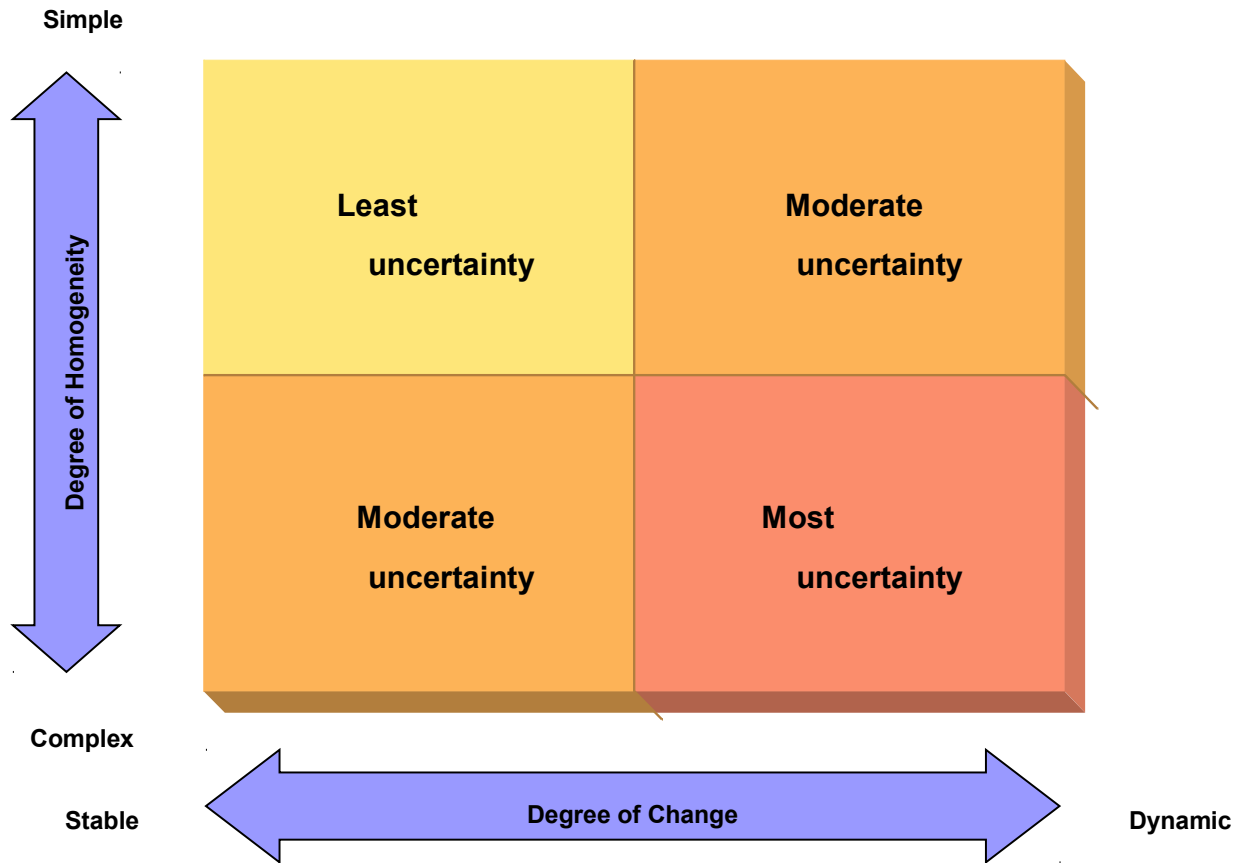 Simple
Least
uncertainty
Moderate
uncertainty
Degree of Homogeneity
Moderate
uncertainty
Most
uncertainty
Complex
Stable
Degree of Change
Dynamic